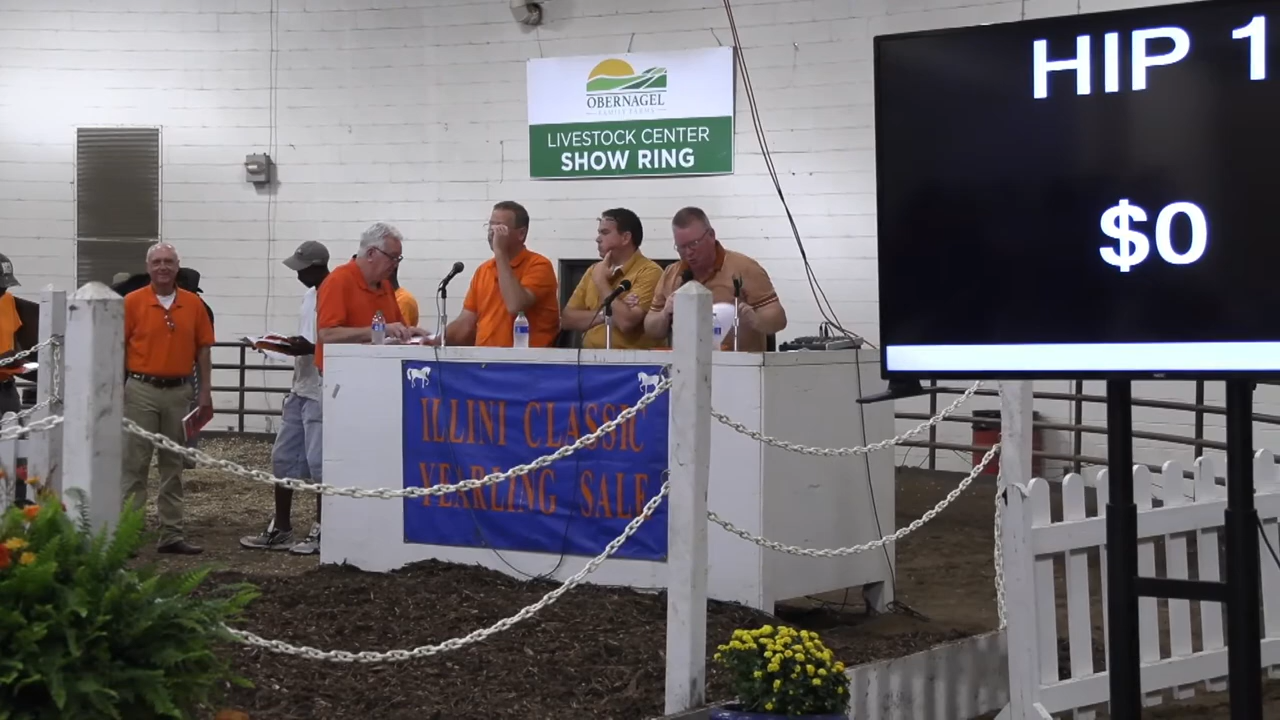 HIP 1
$0
OBERNAGEL
FAMILY FARMS
LIVESTOCK CENTER
SHOW RING
ILLINI CLASSIC
YEARLING SALE